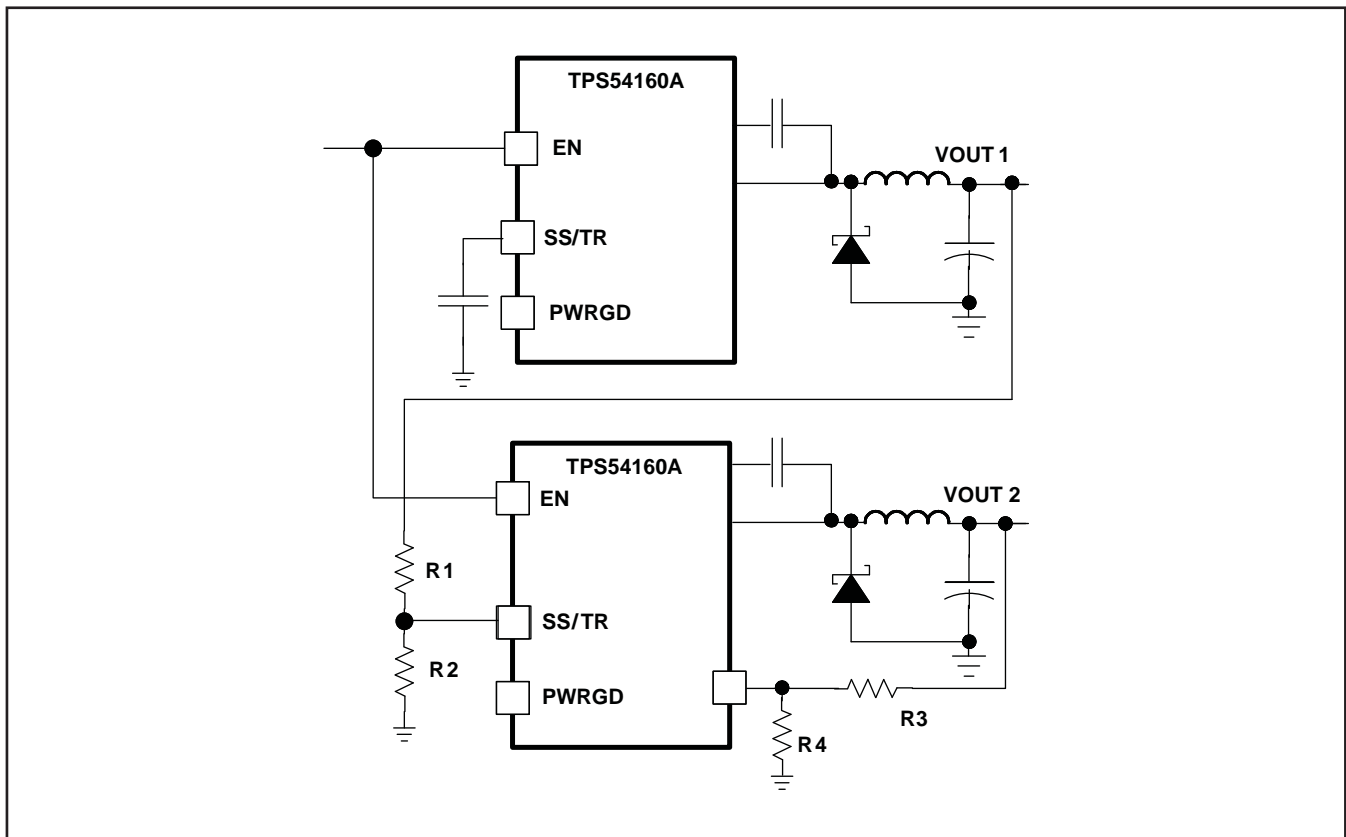 TPS54160A
EN
VOUT 1
SS/TR
PWRGD
TPS54160A
EN
VOUT 2
R1
SS/TR
R2
PWRGD
R3
R4